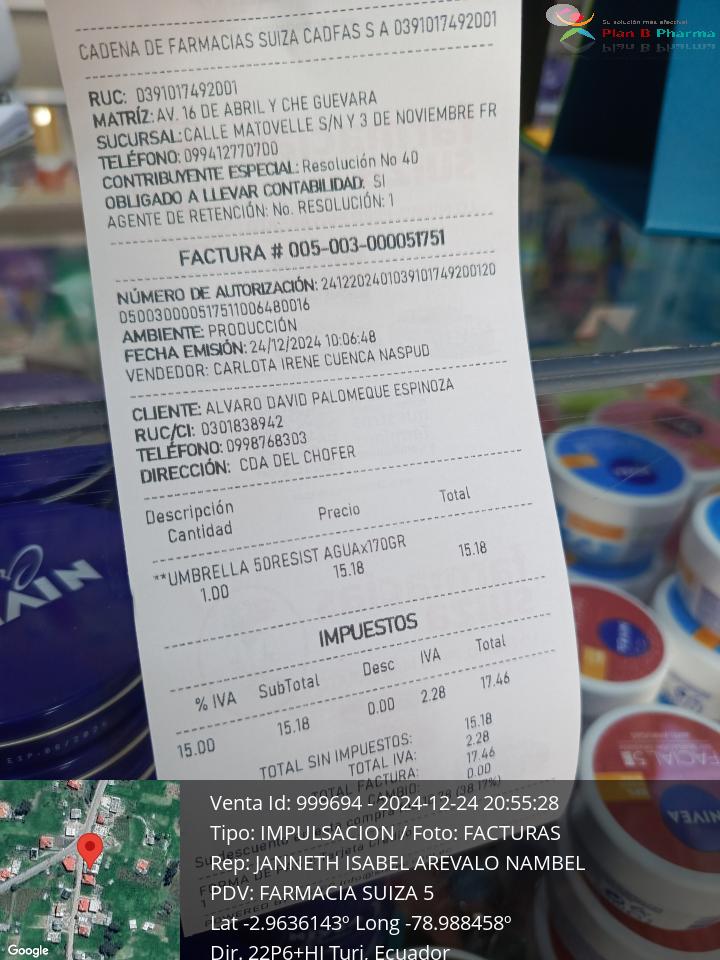 Su solución más efectiva!
Plan B Pharma
CADENA DE FARMACIAS SUIZA CADFAS S A 0391017492001
RUC: 0391017492001
MATRÍZ: AV. 16 DE ABRIL Y CHE GUEVARA
SUCURSAL: CALLE MATOVELLE S/N Y 3 DE NOVIEMBRE FR
TELÉFONO: 099412770700
CONTRIBUYENTE ESPECIAL: Resolución No 40
OBLIGADO A LLEVAR CONTABILIDAD: SI
AGENTE DE RETENCIÓN: No. RESOLUCIÓN: 1
FACTURA # 005-003-000051751
NÚMERO DE AUTORIZACIÓN: 2412202401039101749200120
050030000517511006480016
AMBIENTE: PRODUCCIÓN
FECHA EMISIÓN: 24/12/2024 10:06:48
VENDEDOR: CARLOTA IRENE CUENCA NASPUD
CLIENTE: ALVARO DAVID PALOMEQUE ESPINOZA
RUC/CI: 0301838942
TELÉFONO: 0998768303
DIRECCIÓN: CDA DEL CHOFER
Descripción
Cantidad Precio Total
**UMBRELLA 50RESIST AGUAx170GR
1.00 15.18 15.18
IMPUESTOS
% IVA SubTotal Desc IVA Total
15.00 15.18 0.00 2.28 17.46
TOTAL SIN IMPUESTOS: 15.18
TOTAL IVA: 2.28
TOTAL FACTURA: 17.46
CAMBIO: 0.00
NIVEA
NIVEA
Venta Id: 999694 - 2024-12-24 20:55:28
Tipo: IMPULSACION / Foto: FACTURAS
Rep: JANNETH ISABEL AREVALO NAMBEL
PDV: FARMACIA SUIZA 5
Lat -2.9636143º Long -78.988458º
Dir. 22P6+HJ Turi, Ecuador
Google